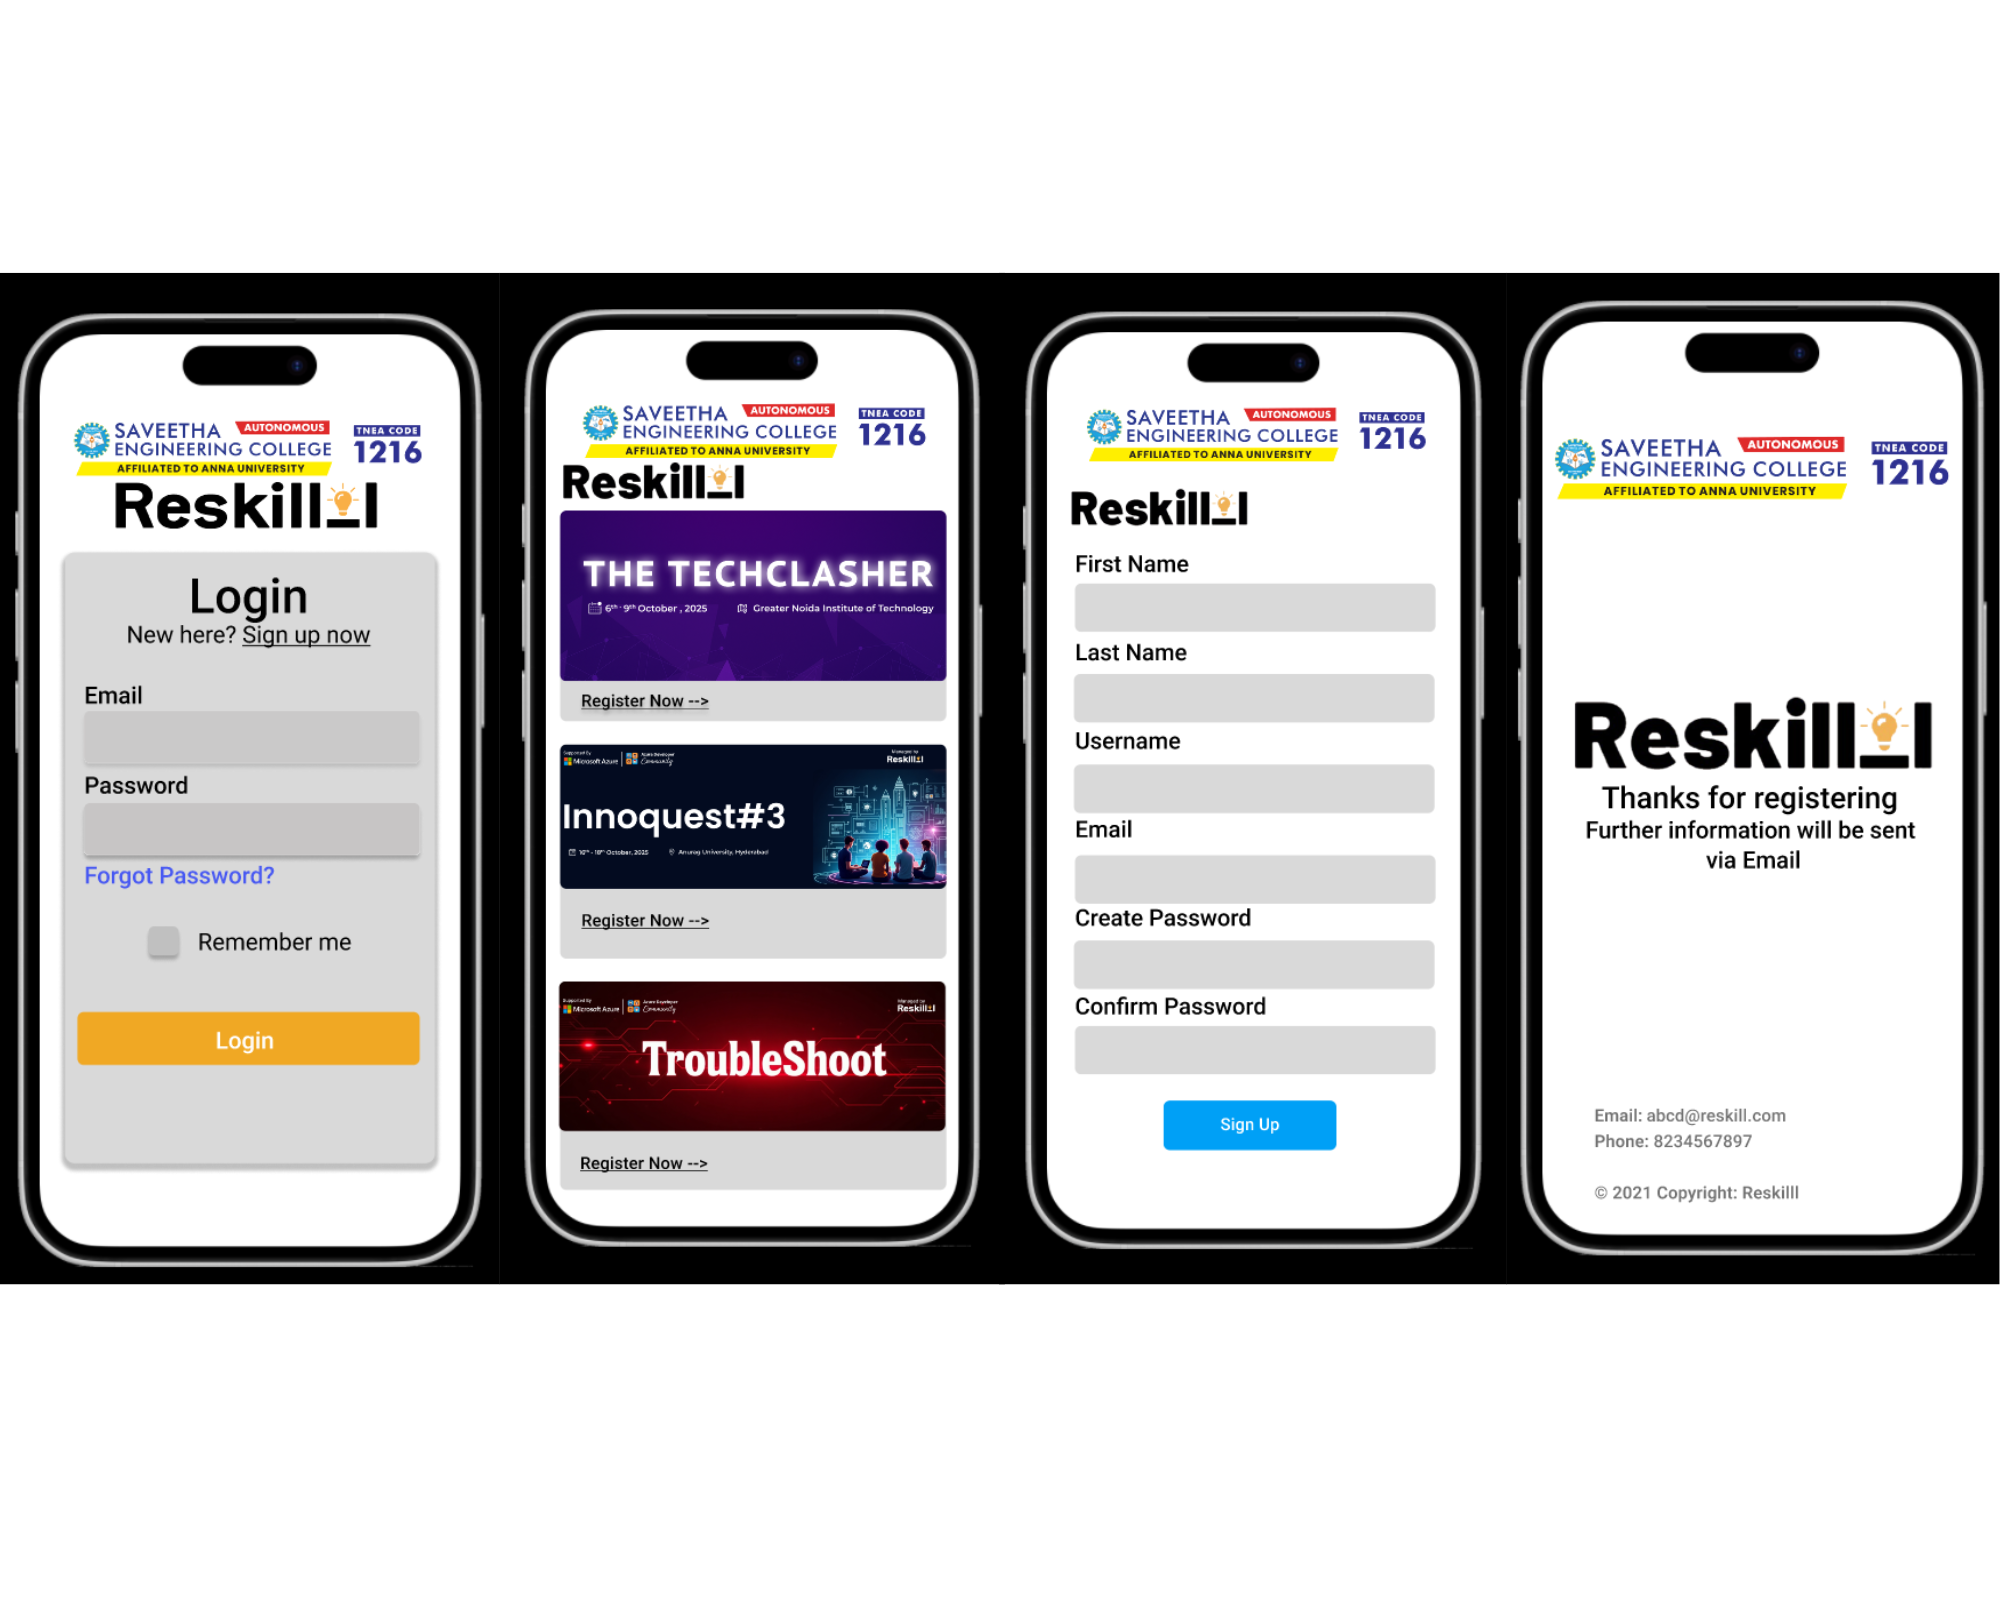 SAVEETHA AUTONOMOUS
ENGINEERING COLLEGE
AFFILIATED TO ANNA UNIVERSITY
TNEA CODE
1216
Reskilll
Login
New here? Sign up now
Email
Password
Forgot Password?
Remember me
Login
SAVEETHA AUTONOMOUS
ENGINEERING COLLEGE
AFFILIATED TO ANNA UNIVERSITY
TNEA CODE
1216
Reskilll
THE TECHCLASHER
6th - 9th October , 2025 Greater Noida Institute of Technology
Register Now -->
Supported By
Microsoft Azure Azure Developer
Community
Managed by
Reskilll
Innoquest#3
16th - 18th October, 2025 Anurag University, Hyderabad
Register Now -->
Supported By
Microsoft Azure Azure Developer
Community
Managed by
Reskilll
TroubleShoot
Register Now -->
SAVEETHA AUTONOMOUS
ENGINEERING COLLEGE
AFFILIATED TO ANNA UNIVERSITY
TNEA CODE
1216
Reskilll
First Name
Last Name
Username
Email
Create Password
Confirm Password
Sign Up
SAVEETHA AUTONOMOUS
ENGINEERING COLLEGE
AFFILIATED TO ANNA UNIVERSITY
TNEA CODE
1216
Reskilll
Thanks for registering
Further information will be sent
via Email
Email: abcd@reskill.com
Phone: 8234567897
© 2021 Copyright: Reskilll